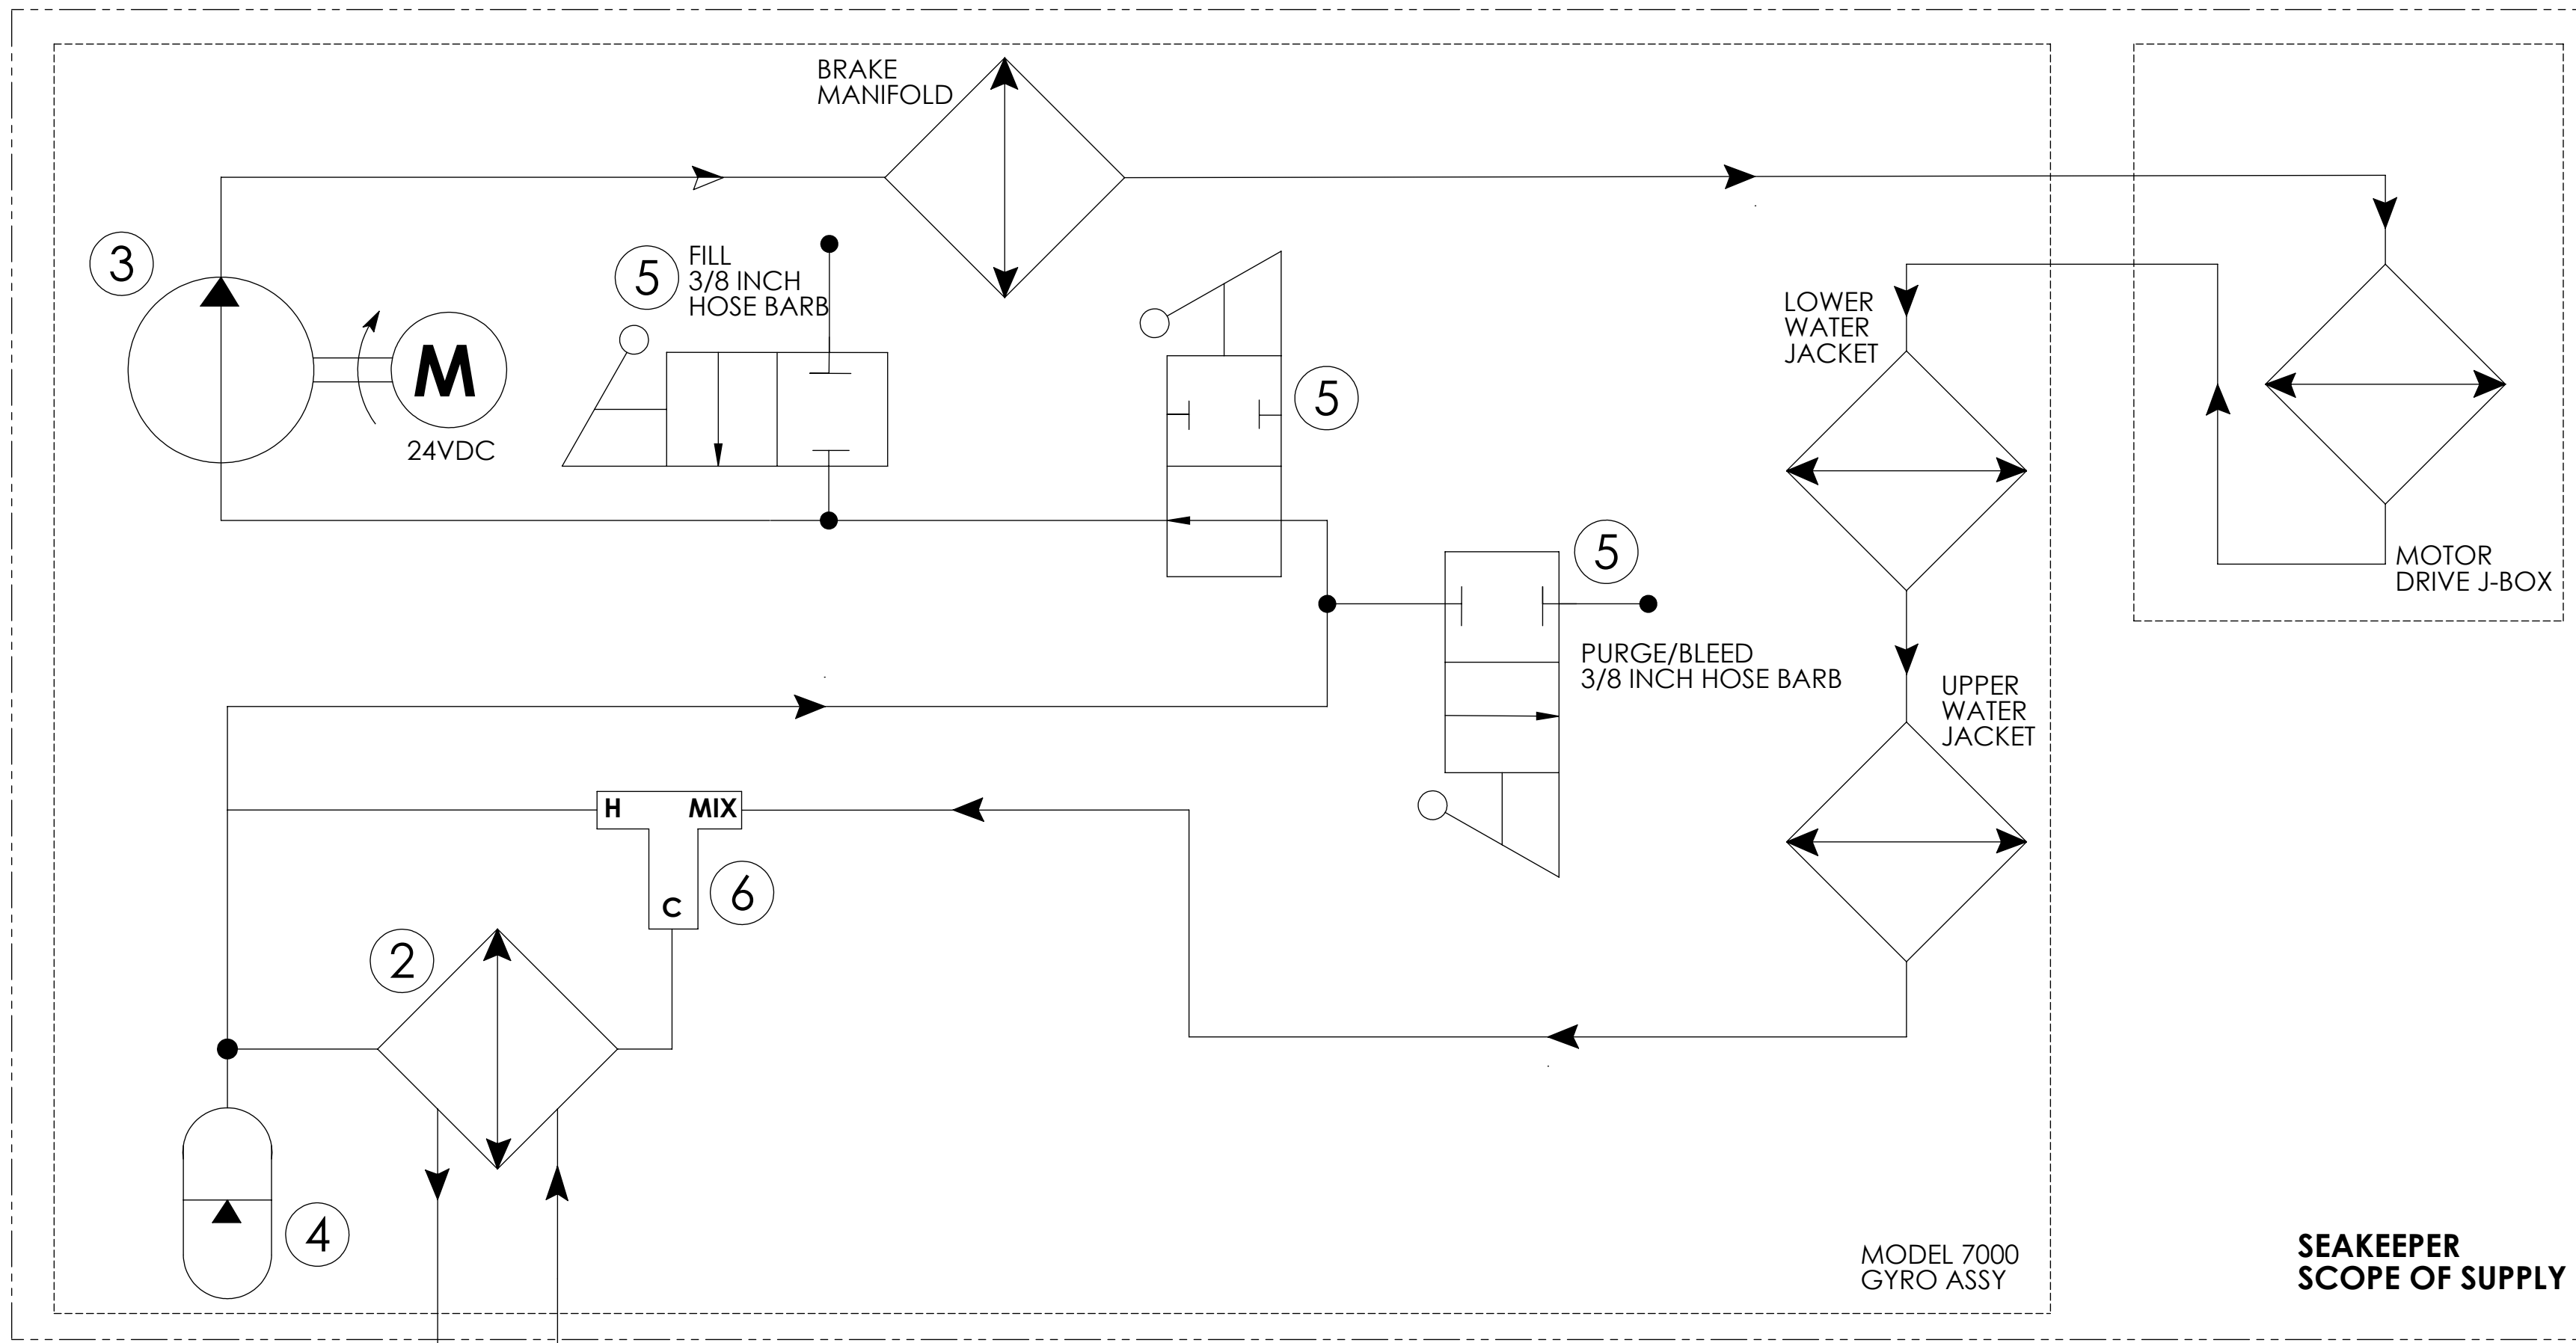 BRAKE
MANIFOLD
3
5
FILL
3/8 INCH
HOSE BARB
M
24VDC
5
LOWER
WATER
JACKET
5
MOTOR
DRIVE J-BOX
PURGE/BLEED
3/8 INCH HOSE BARB
UPPER
WATER
JACKET
H MIX
C
6
2
4
MODEL 7000
GYRO ASSY
SEAKEEPER
SCOPE OF SUPPLY